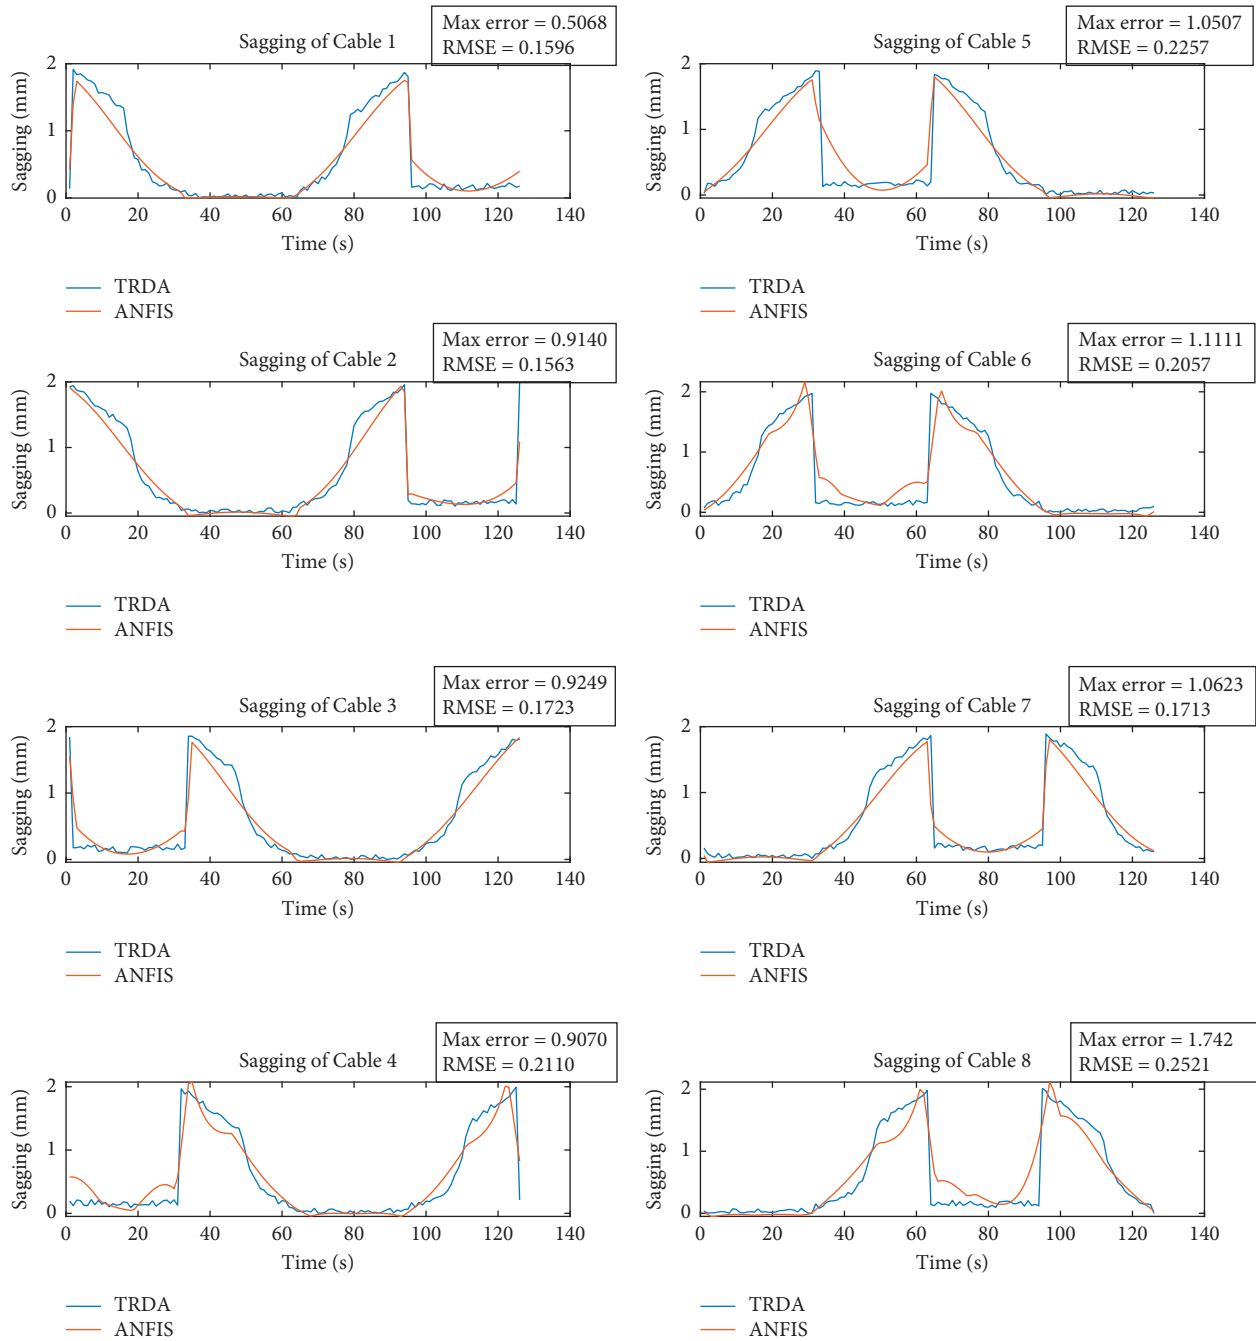 Max error = 0.5068
RMSE = 0.1596
Sagging of Cable 1
Sagging (mm)
2
1
0
0 20 40 60 80 100 120 140
Time (s)
TRDA
ANFIS
Max error = 1.0507
RMSE = 0.2257
Sagging of Cable 5
Sagging (mm)
2
1
0
0 20 40 60 80 100 120 140
Time (s)
TRDA
ANFIS
Max error = 0.9140
RMSE = 0.1563
Sagging of Cable 2
Sagging (mm)
2
1
0
0 20 40 60 80 100 120 140
Time (s)
TRDA
ANFIS
Max error = 1.1111
RMSE = 0.2057
Sagging of Cable 6
Sagging (mm)
2
1
0
0 20 40 60 80 100 120 140
Time (s)
TRDA
ANFIS
Max error = 0.9249
RMSE = 0.1723
Sagging of Cable 3
Sagging (mm)
2
1
0
0 20 40 60 80 100 120 140
Time (s)
TRDA
ANFIS
Max error = 1.0623
RMSE = 0.1713
Sagging of Cable 7
Sagging (mm)
2
1
0
0 20 40 60 80 100 120 140
Time (s)
TRDA
ANFIS
Max error = 0.9070
RMSE = 0.2110
Sagging of Cable 4
Sagging (mm)
2
1
0
0 20 40 60 80 100 120 140
Time (s)
TRDA
ANFIS
Max error = 1.742
RMSE = 0.2521
Sagging of Cable 8
Sagging (mm)
2
1
0
0 20 40 60 80 100 120 140
Time (s)
TRDA
ANFIS